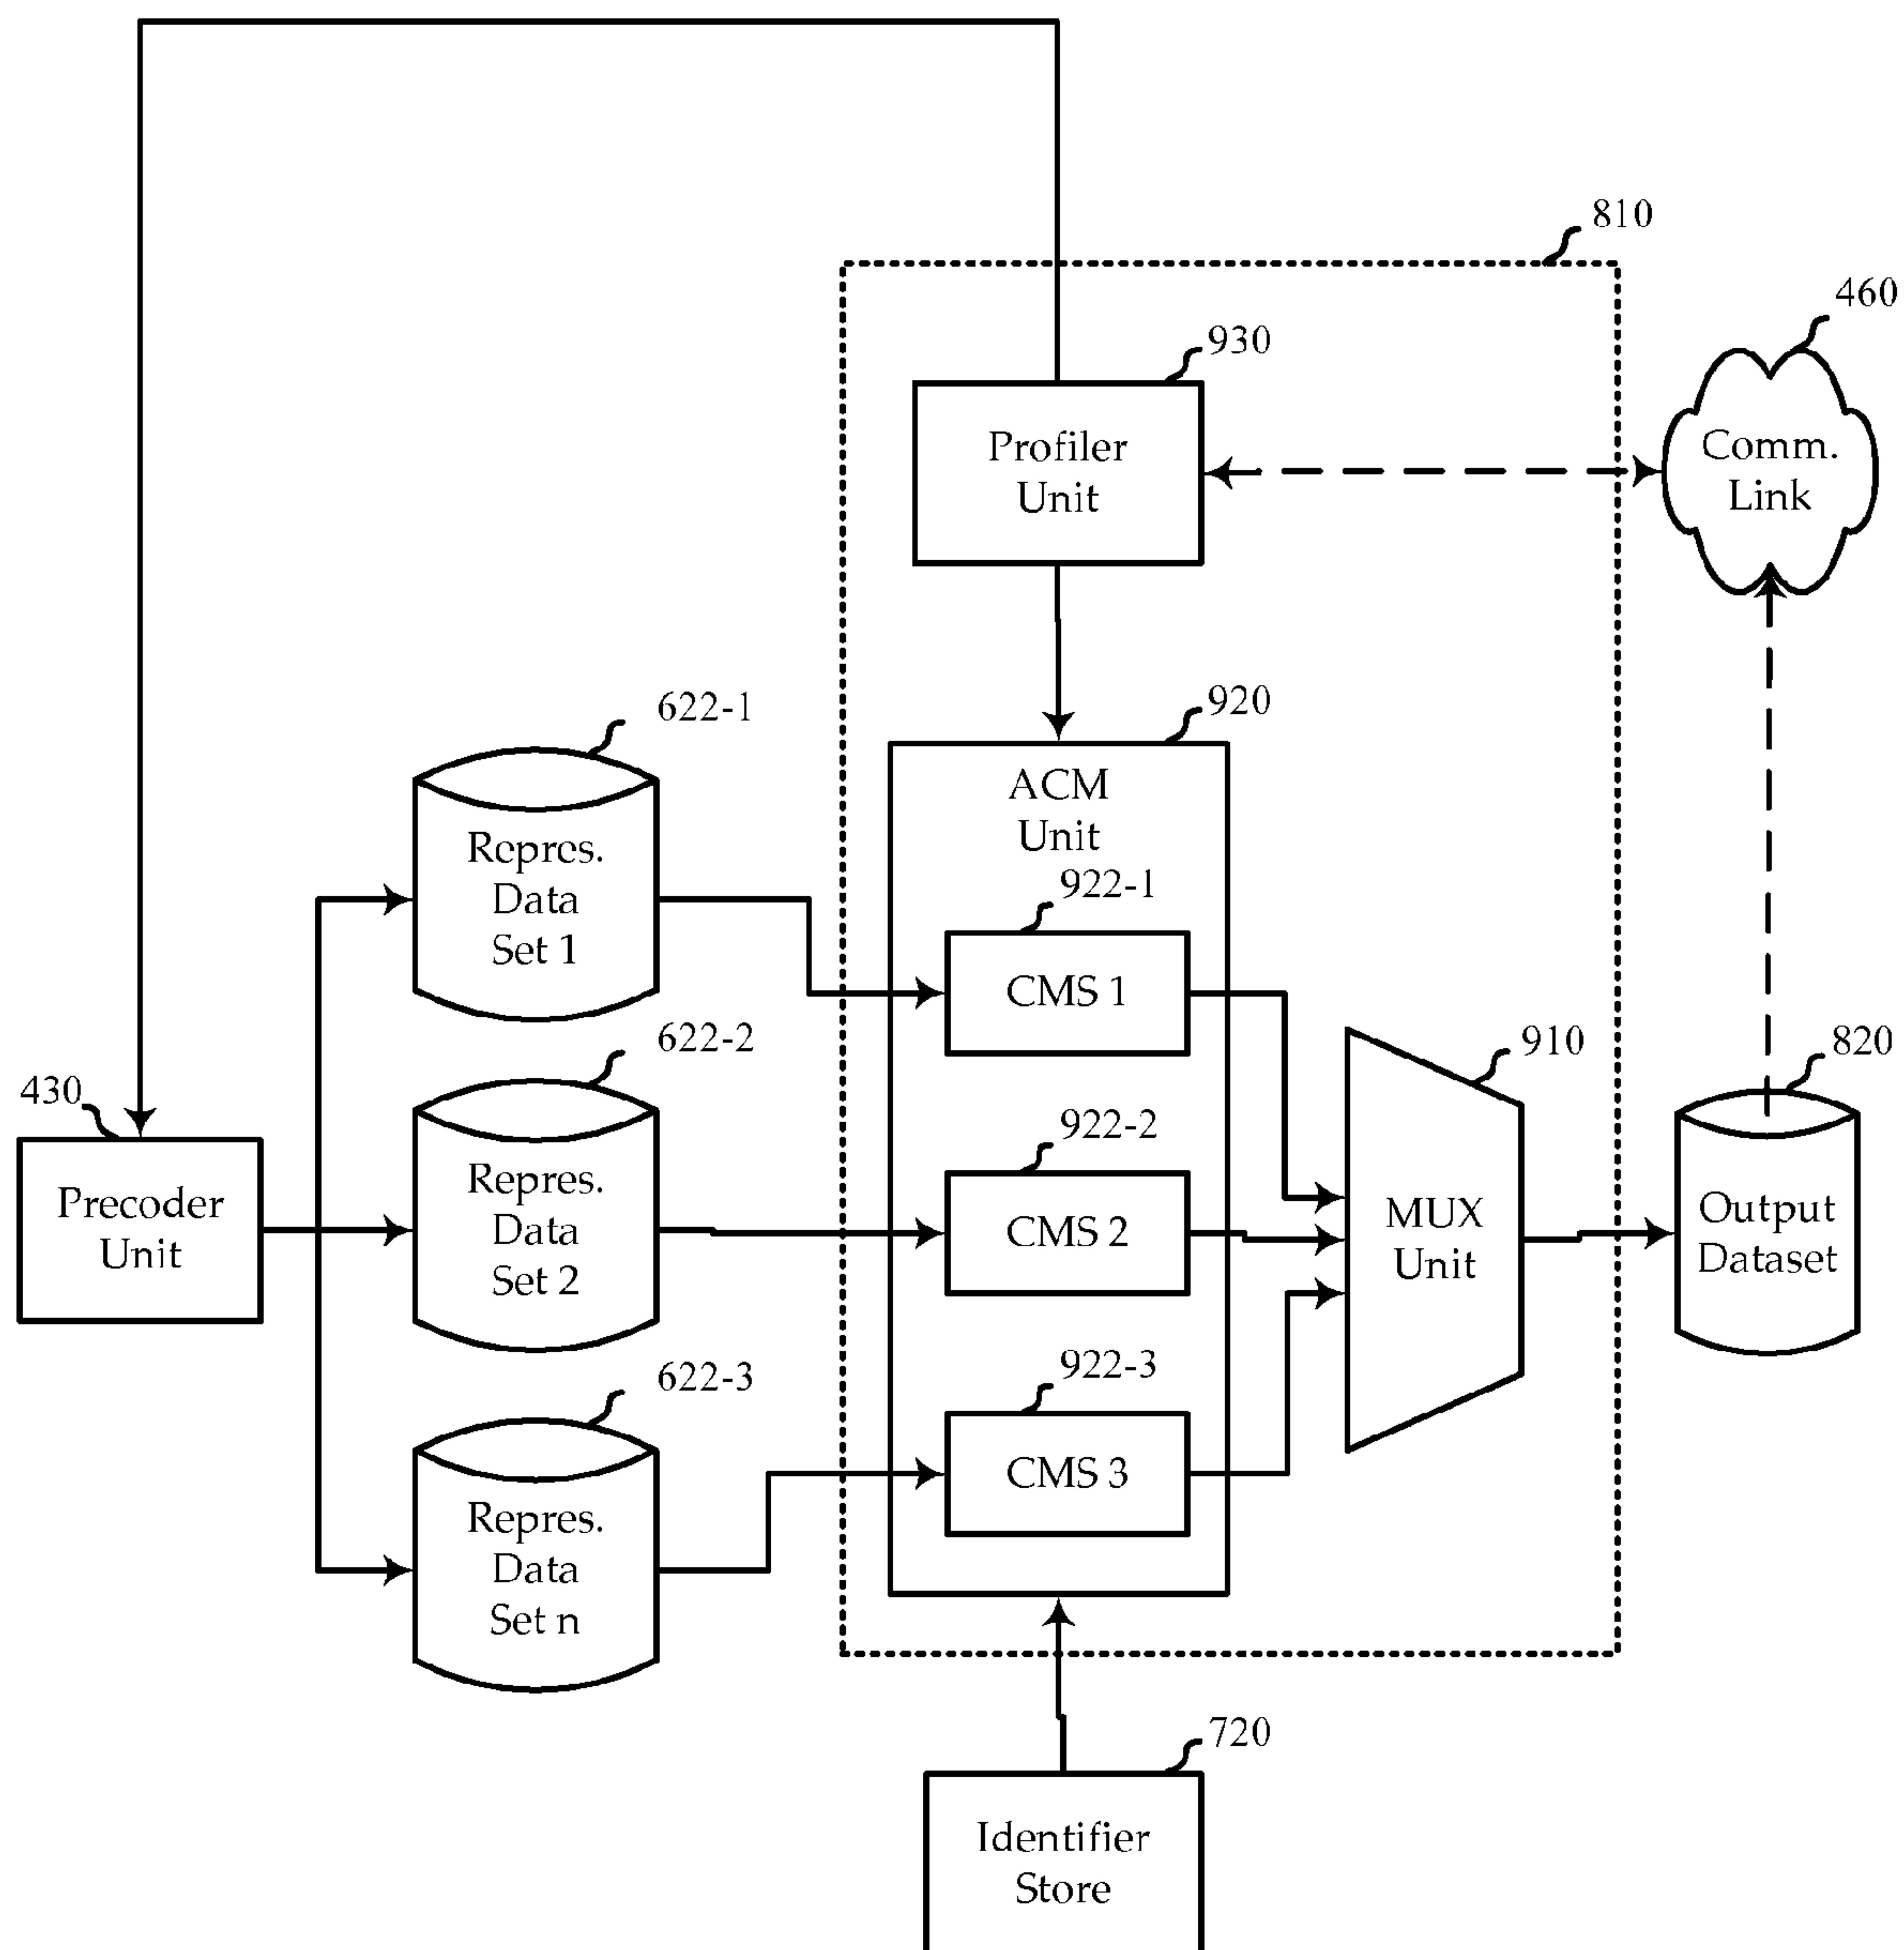 810
460
930
Profiler
Unit
Comm.
Link
622-1
920
ACM
Unit
Repres.
Data
Set 1
922-1
CMS 1
622-2
910
820
430
922-2
Precoder
Unit
Repres.
Data
Set 2
CMS 2
MUX
Unit
Output
Dataset
622-3
922-3
CMS 3
Repres.
Data
Set n
720
Identifier
Store